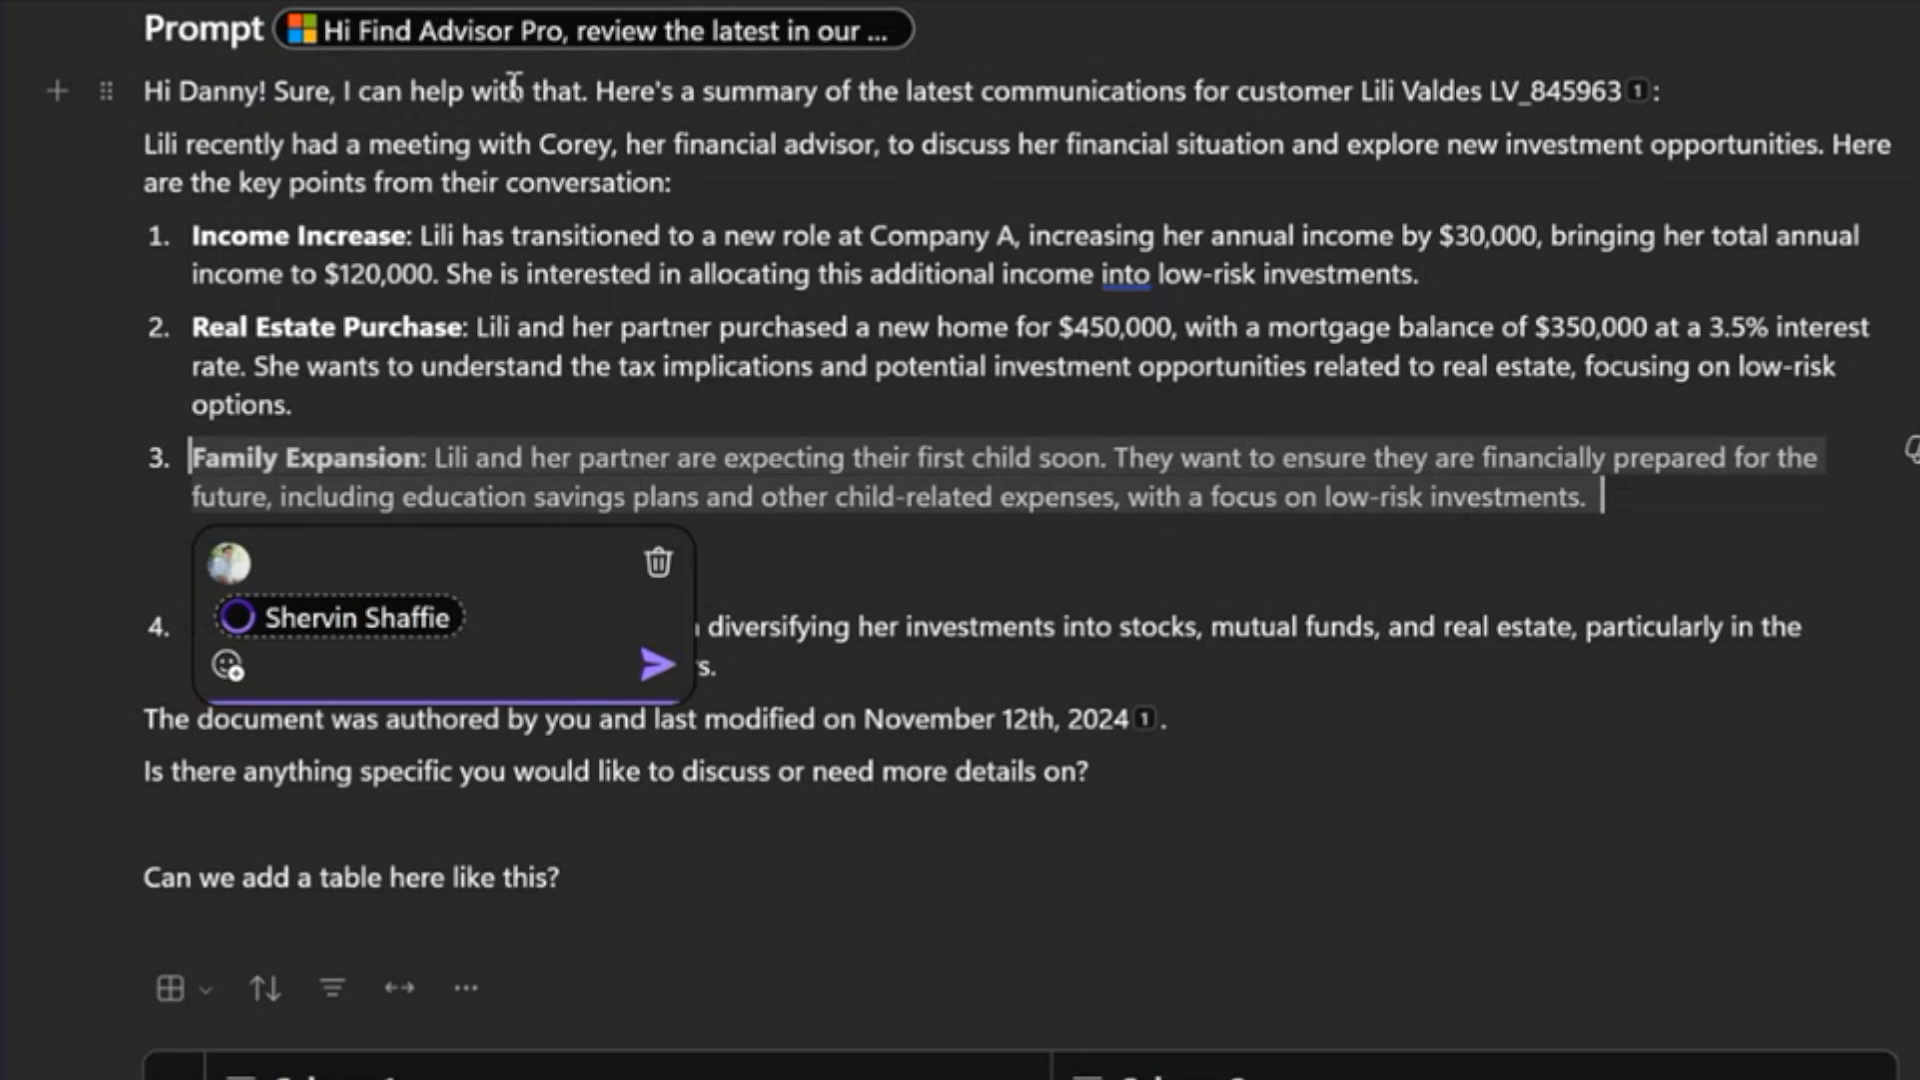 Prompt Hi Find Advisor Pro, review the latest in our ...
Hi Danny! Sure, I can help with that. Here's a summary of the latest communications for customer Lili Valdes LV_845963 1 :
Lili recently had a meeting with Corey, her financial advisor, to discuss her financial situation and explore new investment opportunities. Here
are the key points from their conversation:
1. Income Increase: Lili has transitioned to a new role at Company A, increasing her annual income by $30,000, bringing her total annual
income to $120,000. She is interested in allocating this additional income into low-risk investments.
2. Real Estate Purchase: Lili and her partner purchased a new home for $450,000, with a mortgage balance of $350,000 at a 3.5% interest
rate. She wants to understand the tax implications and potential investment opportunities related to real estate, focusing on low-risk
options.
3. Family Expansion: Lili and her partner are expecting their first child soon. They want to ensure they are financially prepared for the
future, including education savings plans and other child-related expenses, with a focus on low-risk investments.
Shervin Shaffie
4. diversifying her investments into stocks, mutual funds, and real estate, particularly in the
s.
The document was authored by you and last modified on November 12th, 2024 1 .
Is there anything specific you would like to discuss or need more details on?
Can we add a table here like this?